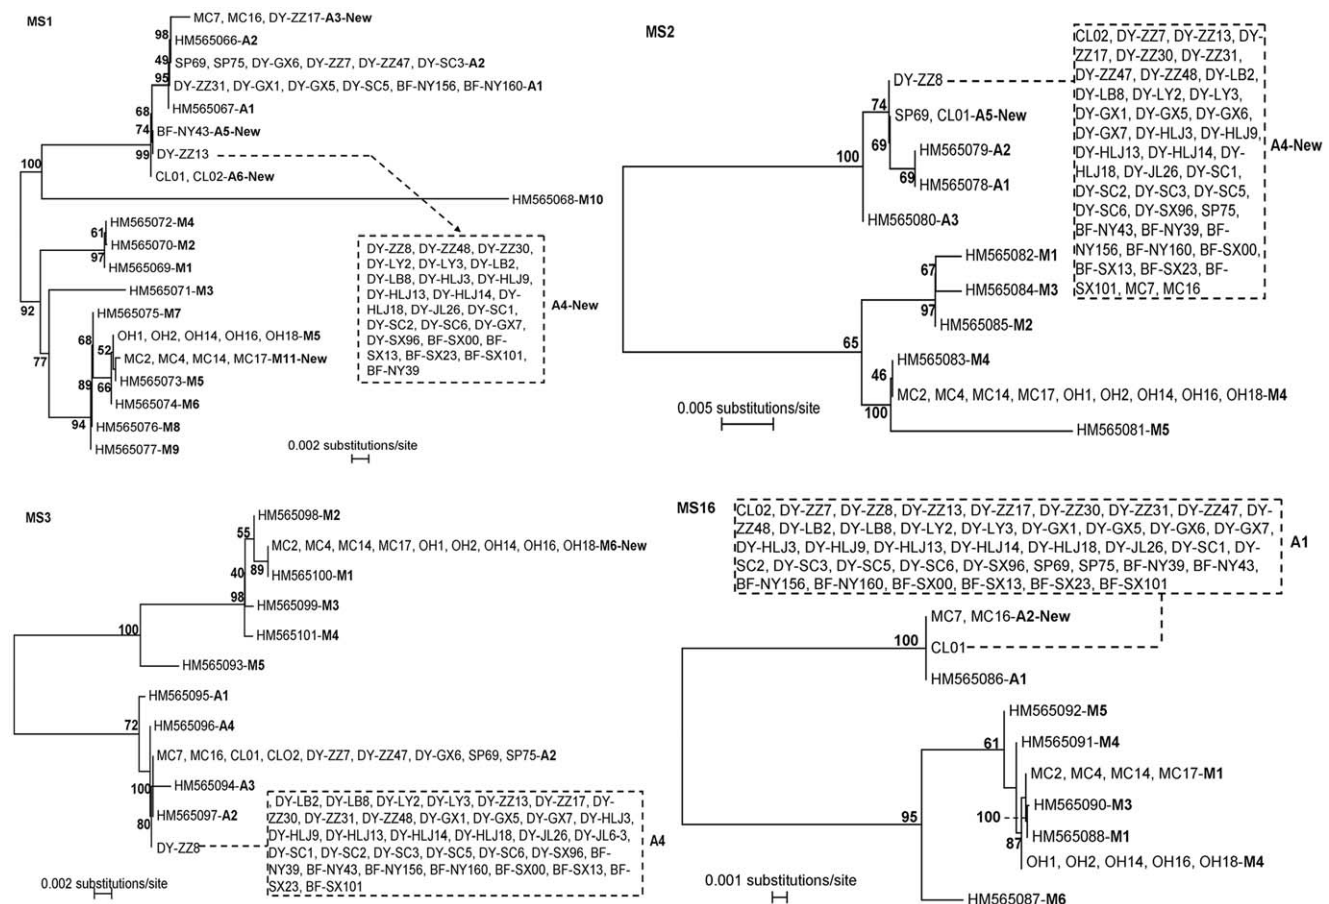 MS1
MC7, MC16, DY-ZZ17-A3-New
98
HM565066-A2
49
SP69, SP75, DY-GX6, DY-ZZ7, DY-ZZ47, DY-SC3-A2
95
DY-ZZ31, DY-GX1, DY-GX5, DY-SC5, BF-NY156, BF-NY160-A1
HM565067-A1
68
74
BF-NY43-A5-New
99
DY-ZZ13
CL01, CL02-A6-New
100
HM565068-M10
HM565072-M4
61
HM565070-M2
97
HM565069-M1
HM565071-M3
92
HM565075-M7
68
OH1, OH2, OH14, OH16, OH18-M5
52
MC2, MC4, MC14, MC17-M11-New
77
HM565073-M5
89
66
HM565074-M6
94
HM565076-M8
HM565077-M9
DY-ZZ8, DY-ZZ48, DY-ZZ30,
DY-LY2, DY-LY3, DY-LB2,
DY-LB8, DY-HLJ3, DY-HLJ9,
DY-HLJ13, DY-HLJ14, DY-
HLJ18, DY-JL26, DY-SC1,
DY-SC2, DY-SC6, DY-GX7,
DY-SX96, BF-SX00, BF-
SX13, BF-SX23, BF-SX101,
BF-NY39
A4-New
0.002 substitutions/site
MS2
DY-ZZ8
74
SP69, CL01-A5-New
69
HM565079-A2
100
69
HM565078-A1
HM565080-A3
HM565082-M1
67
HM565084-M3
97
HM565085-M2
65
HM565083-M4
46
MC2, MC4, MC14, MC17, OH1, OH2, OH14, OH16, OH18-M4
100
HM565081-M5
CL02, DY-ZZ7, DY-ZZ13, DY-
ZZ17, DY-ZZ30, DY-ZZ31,
DY-ZZ47, DY-ZZ48, DY-LB2,
DY-LB8, DY-LY2, DY-LY3,
DY-GX1, DY-GX5, DY-GX6,
DY-GX7, DY-HLJ3, DY-HLJ9,
DY-HLJ13, DY-HLJ14, DY-
HLJ18, DY-JL26, DY-SC1,
DY-SC2, DY-SC3, DY-SC5,
DY-SC6, DY-SX96, SP75,
BF-NY43, BF-NY39, BF-
NY156, BF-NY160, BF-SX00,
BF-SX13, BF-SX23, BF-
SX101, MC7, MC16
A4-New
0.005 substitutions/site
MS3
HM565098-M2
55
MC2, MC4, MC14, MC17, OH1, OH2, OH14, OH16, OH18-M6-New
89
HM565100-M1
40
98
HM565099-M3
100
HM565101-M4
HM565093-M5
HM565095-A1
72
HM565096-A4
MC7, MC16, CL01, CLO2, DY-ZZ7, DY-ZZ47, DY-GX6, SP69, SP75-A2
HM565094-A3
100
HM565097-A2
80
DY-ZZ8
, DY-LB2, DY-LB8, DY-LY2, DY-LY3, DY-ZZ13, DY-ZZ17, DY-
ZZ30, DY-ZZ31, DY-ZZ48, DY-GX1, DY-GX5, DY-GX7, DY-HLJ3,
DY-HLJ9, DY-HLJ13, DY-HLJ14, DY-HLJ18, DY-JL26, DY-JL6-3,
DY-SC1, DY-SC2, DY-SC3, DY-SC5, DY-SC6, DY-SX96, BF-
NY39, BF-NY43, BF-NY156, BF-NY160, BF-SX00, BF-SX13, BF-
SX23, BF-SX101
A4
0.002 substitutions/site
MS16
CL02, DY-ZZ7, DY-ZZ8, DY-ZZ13, DY-ZZ17, DY-ZZ30, DY-ZZ31, DY-ZZ47, DY-
ZZ48, DY-LB2, DY-LB8, DY-LY2, DY-LY3, DY-GX1, DY-GX5, DY-GX6, DY-GX7,
DY-HLJ3, DY-HLJ9, DY-HLJ13, DY-HLJ14, DY-HLJ18, DY-JL26, DY-SC1, DY-
SC2, DY-SC3, DY-SC5, DY-SC6, DY-SX96, SP69, SP75, BF-NY39, BF-NY43,
BF-NY156, BF-NY160, BF-SX00, BF-SX13, BF-SX23, BF-SX101
A1
MC7, MC16-A2-New
100
CL01
HM565086-A1
HM565092-M5
61
HM565091-M4
MC2, MC4, MC14, MC17-M1
HM565090-M3
95
100
HM565088-M1
87
OH1, OH2, OH14, OH16, OH18-M4
HM565087-M6
0.001 substitutions/site